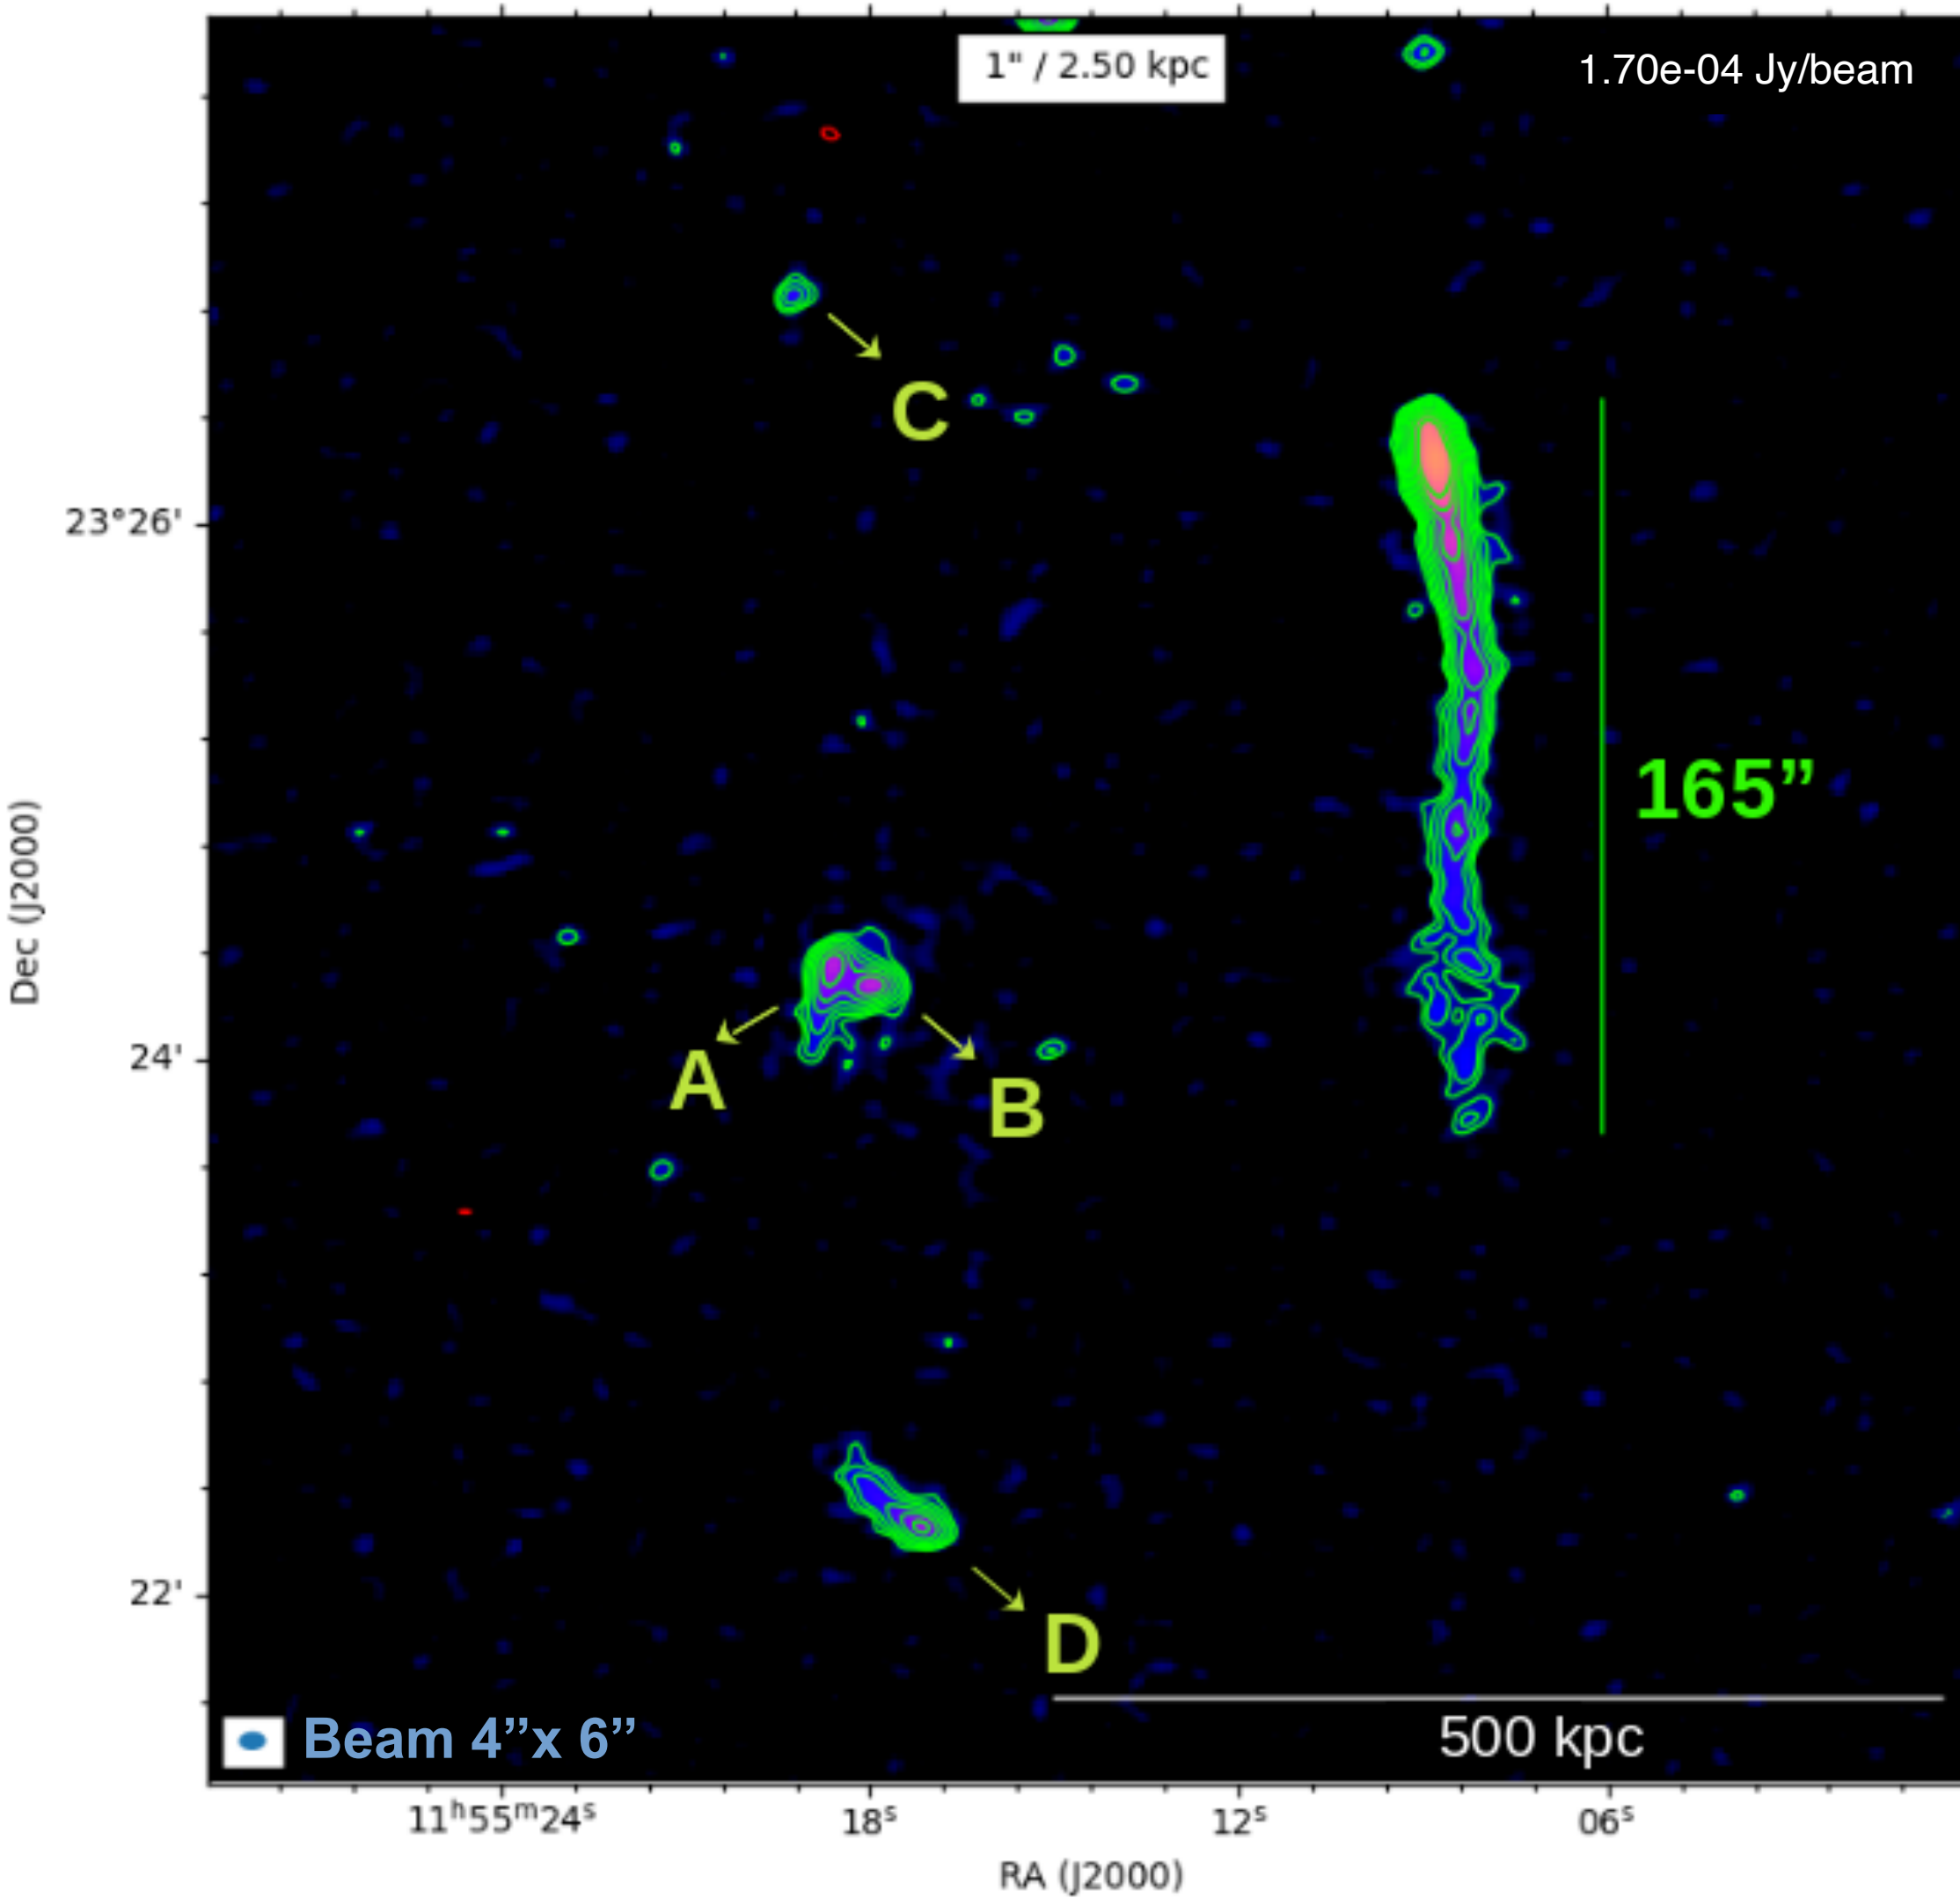 1" / 2.50 kpc
1.70e-04 Jy/beam
C
23°26'
165”
Dec (J2000)
24'
A
B
22'
D
Beam 4”x 6”
500 kpc
11ʰ55ᵐ24ˢ
18ˢ
12ˢ
06ˢ
RA (J2000)